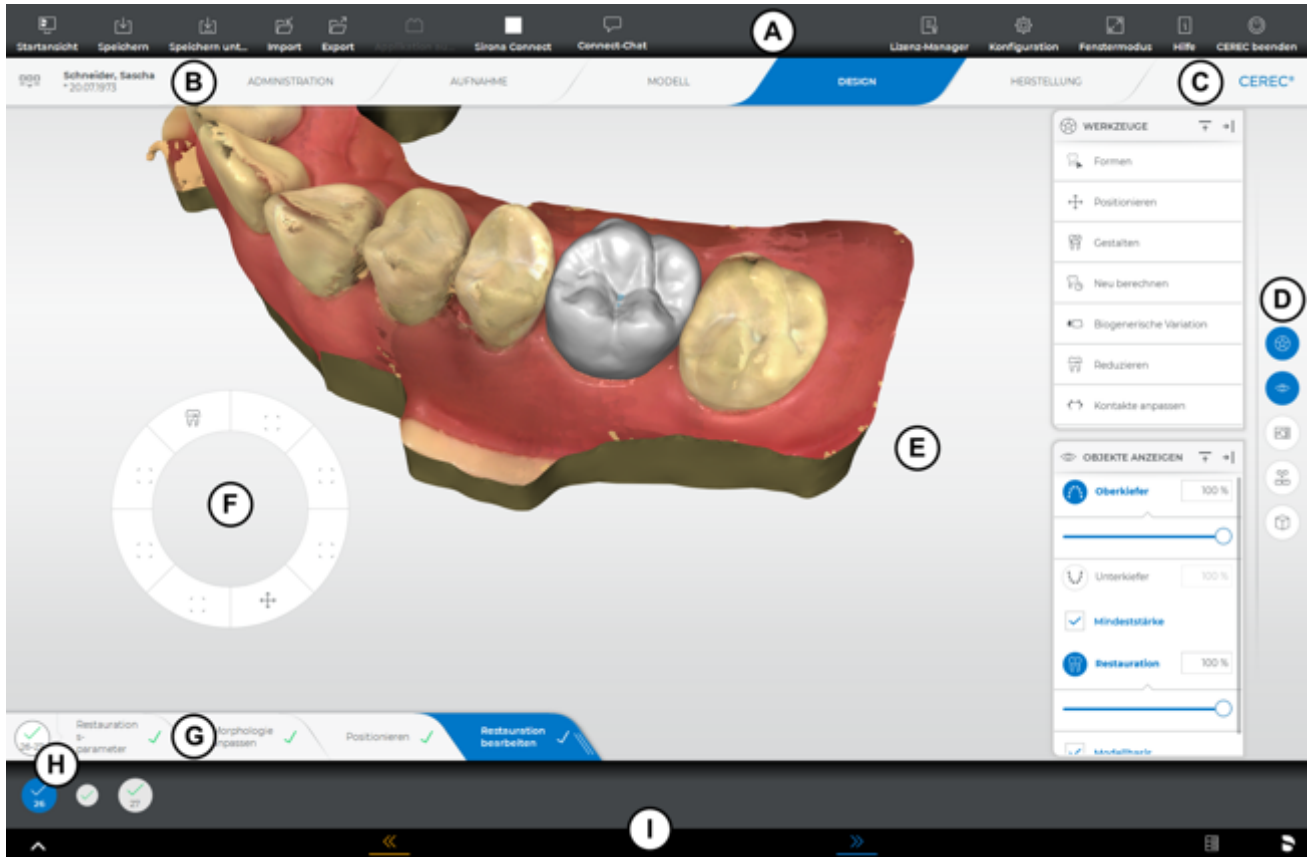 Startansicht Speichern Speichern unt... Import Export Sirona Connect Connect-Chat A Lizenz-Manager Konfiguration Fenstermodus Hilfe CEREC beenden
Schneider, Sascha
* 20.07.1973
B ADMINISTRATION AUFNAHME MODELL DESIGN HERSTELLUNG C CEREC®
WERKZEUGE
Formen
Positionieren
Gestalten
Neu berechnen
Biogenerische Variation
Reduzieren
Kontakte anpassen
D
E
F
OBJEKTE ANZEIGEN
Oberkiefer 100 %
Unterkiefer 100 %
Mindeststärke
Restauration 100 %
Modellbasis
26-27
Restauration
s-
parameter
G
Morphologie
anpassen
Positionieren
Restauration
bearbeiten
H
26
27
I